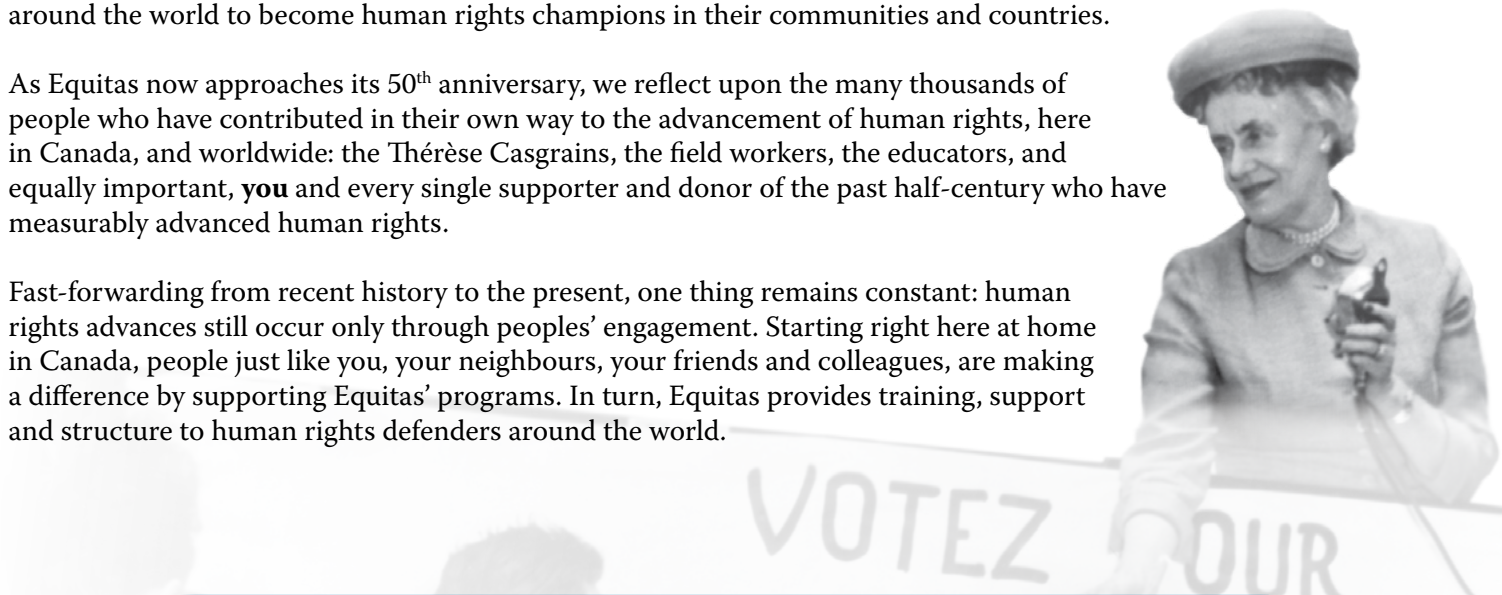 around the world to become human rights champions in their communities and countries.
As Equitas now approaches its 50th anniversary, we reflect upon the many thousands of
people who have contributed in their own way to the advancement of human rights, here
in Canada, and worldwide: the Thérèse Casgrains, the field workers, the educators, and
equally important, you and every single supporter and donor of the past half-century who have
measurably advanced human rights.
Fast-forwarding from recent history to the present, one thing remains constant: human
rights advances still occur only through peoples’ engagement. Starting right here at home
in Canada, people just like you, your neighbours, your friends and colleagues, are making
a difference by supporting Equitas’ programs. In turn, Equitas provides training, support
and structure to human rights defenders around the world.
VOTEZ OUR